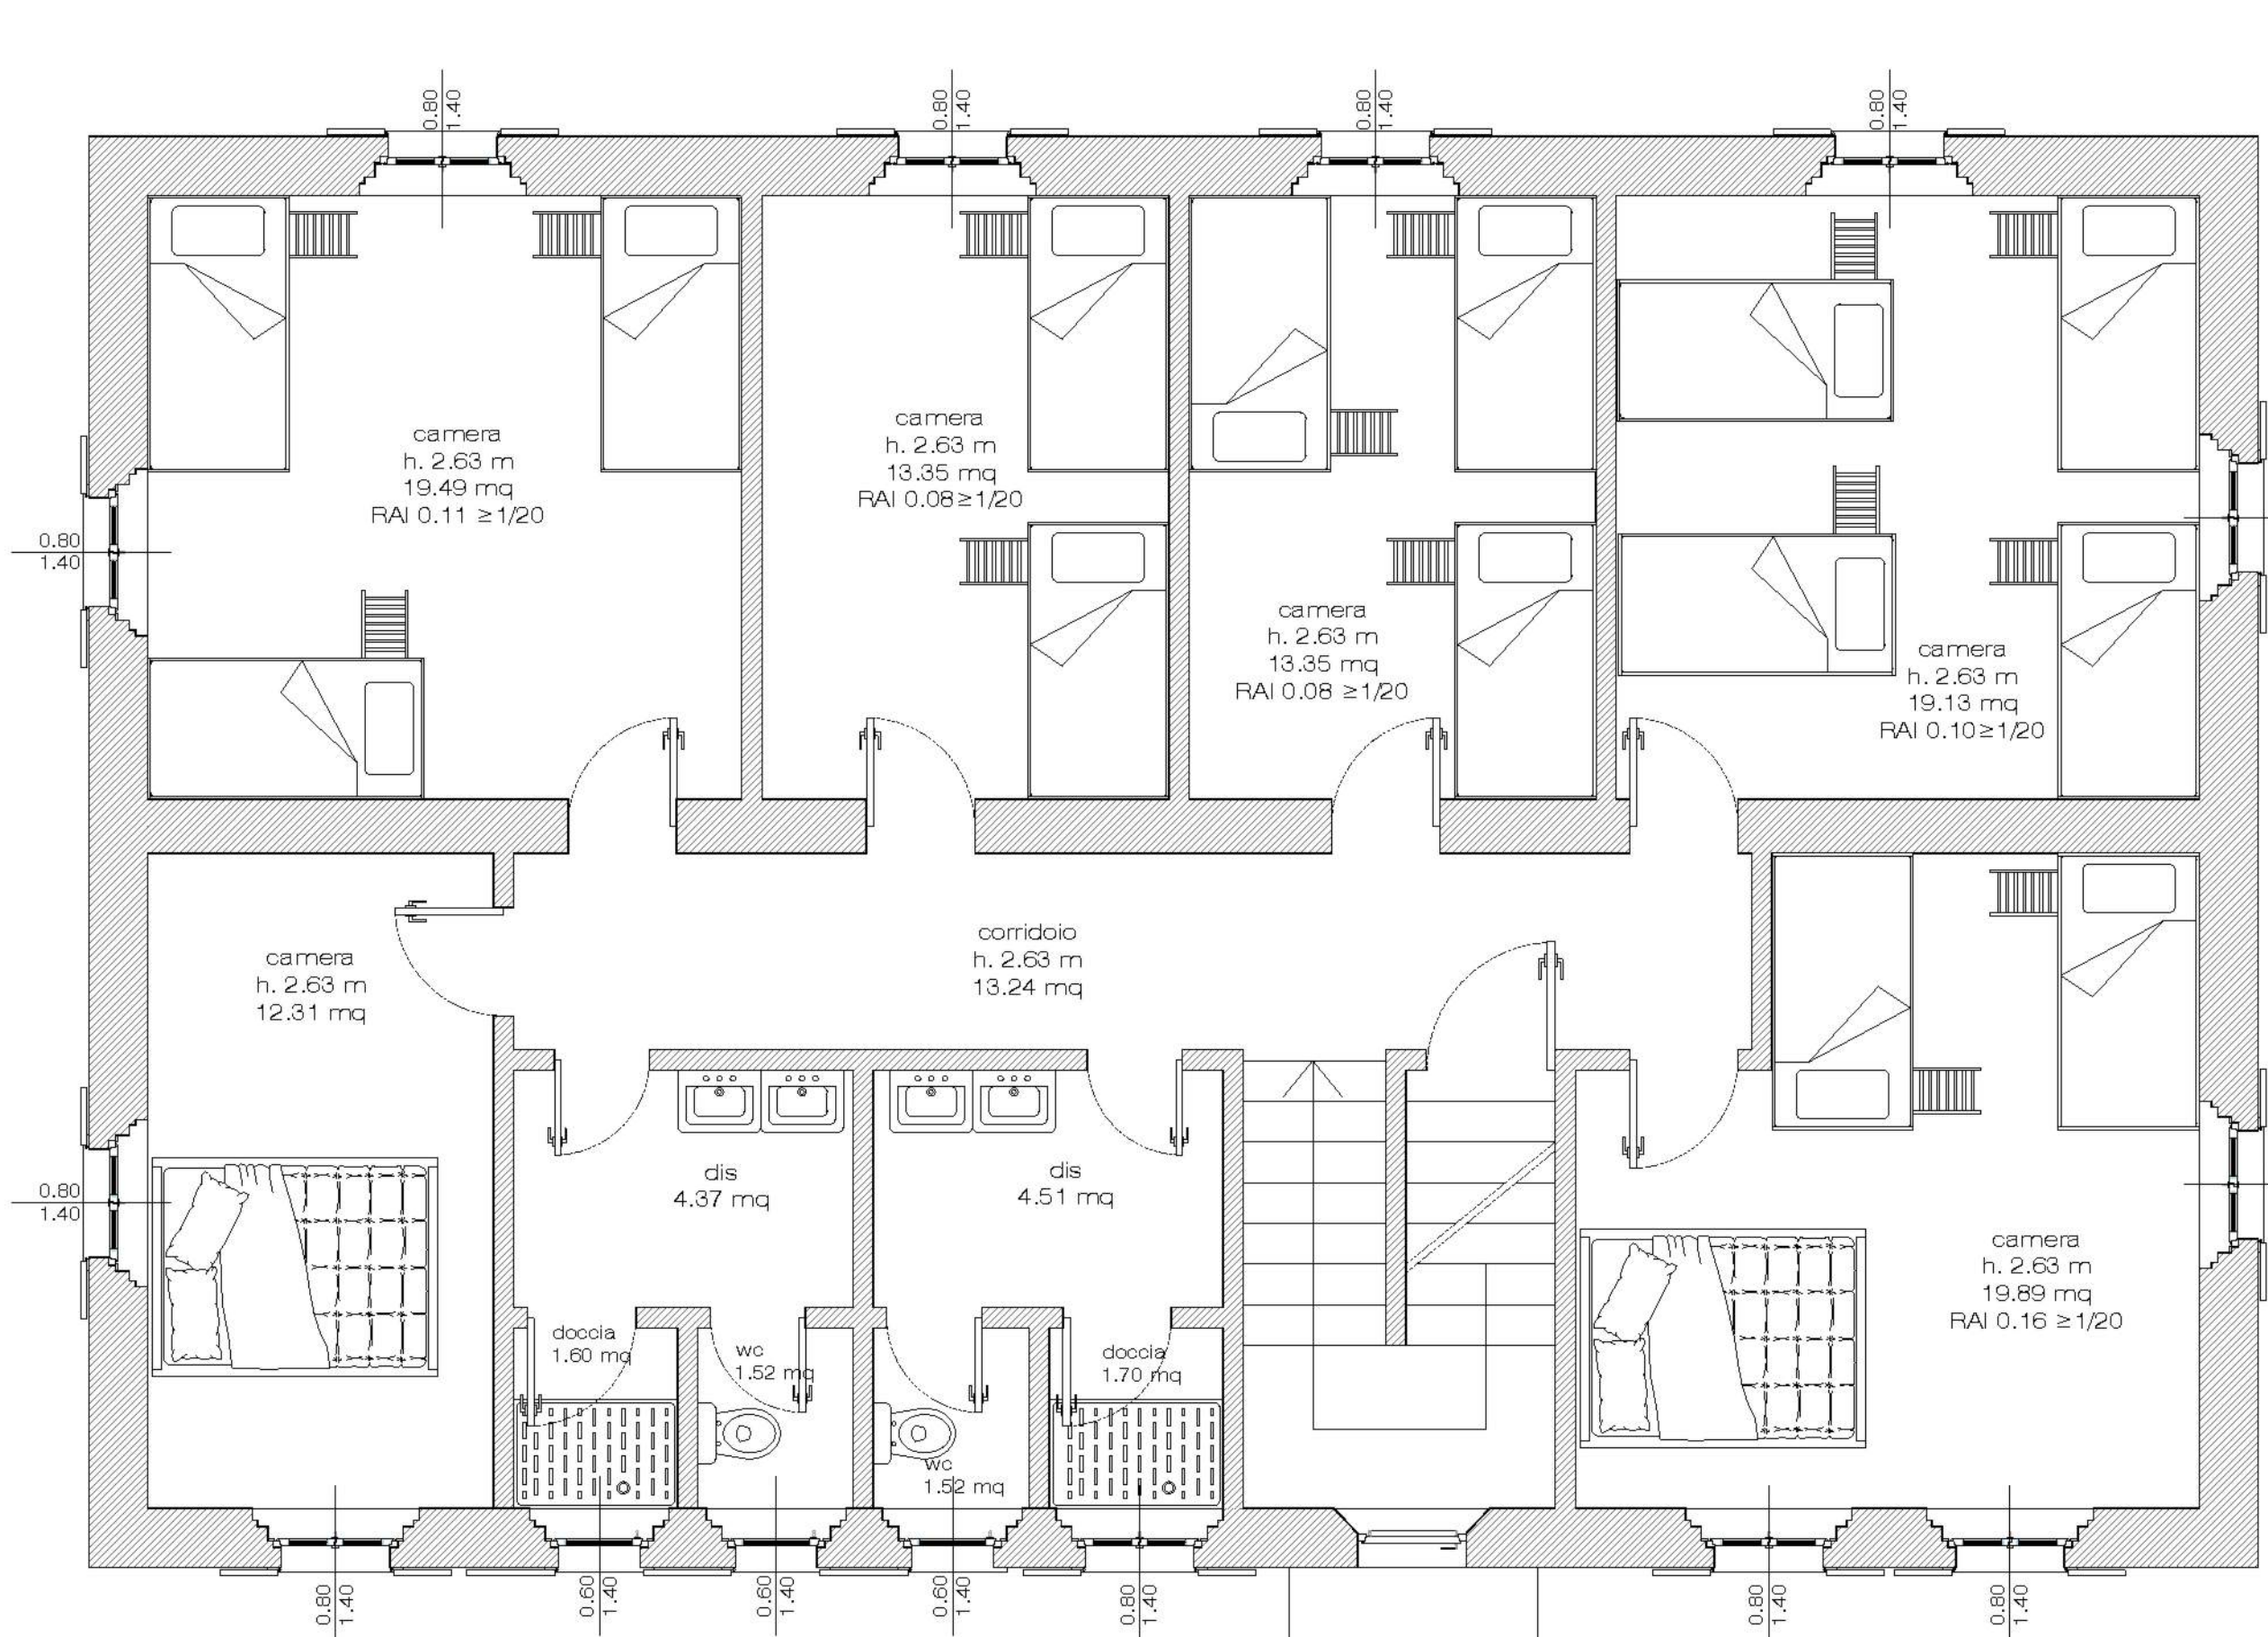 0.80
1.40
0.80
1.40
0.80
1.40
0.80
1.40
camera
h. 2.63 m
19.49 mq
RAI 0.11 ≥1/20
camera
h. 2.63 m
13.35 mq
RAI 0.08≥1/20
camera
h. 2.63 m
13.35 mq
RAI 0.08 ≥1/20
camera
h. 2.63 m
19.13 mq
RAI 0.10≥1/20
0.80
1.40
camera
h. 2.63 m
12.31 mq
corridoio
h. 2.63 m
13.24 mq
0.80
1.40
dis
4.37 mq
dis
4.51 mq
camera
h. 2.63 m
19.89 mq
RAI 0.16 ≥1/20
doccia
1.60 mq
wc
1.52 mq
wc
1.52 mq
doccia
1.70 mq
0.80
1.40
0.60
1.40
0.60
1.40
0.60
1.40
0.80
1.40
0.80
1.40
0.80
1.40